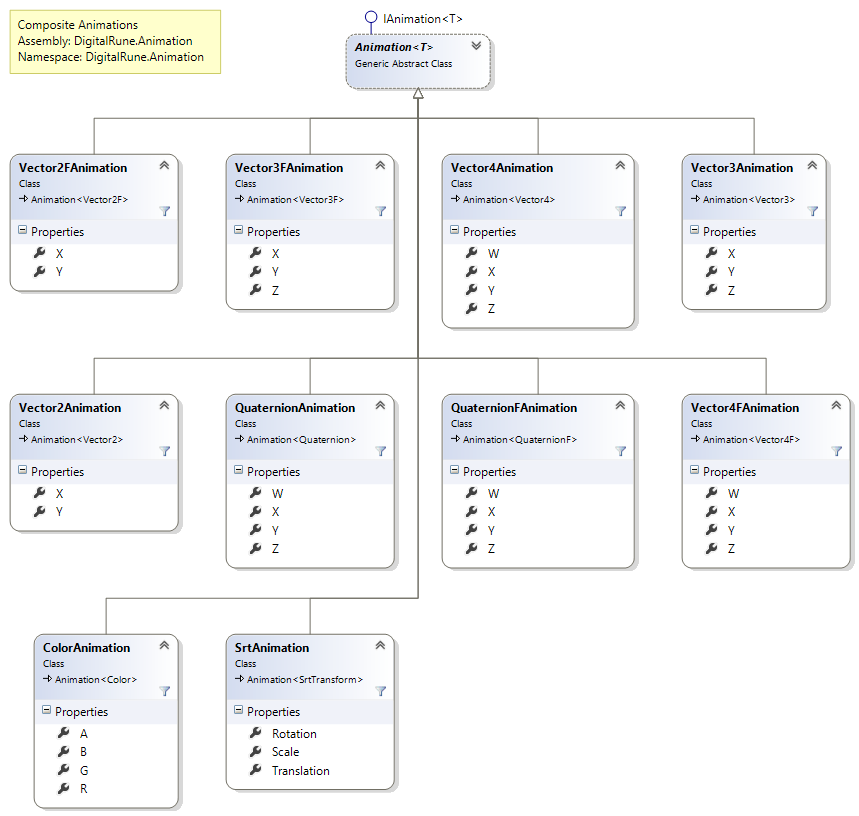 Composite Animations
Assembly: DigitalRune.Animation
Namespace: DigitalRune.Animation
IAnimation<T>
Animation<T>
Generic Abstract Class
Vector2FAnimation
Class
Animation<Vector2F>
Properties
X
Y
Vector3FAnimation
Class
Animation<Vector3F>
Properties
X
Y
Z
Vector4Animation
Class
Animation<Vector4>
Properties
W
X
Y
Z
Vector3Animation
Class
Animation<Vector3>
Properties
X
Y
Z
Vector2Animation
Class
Animation<Vector2>
Properties
X
Y
QuaternionAnimation
Class
Animation<Quaternion>
Properties
W
X
Y
Z
QuaternionFAnimation
Class
Animation<QuaternionF>
Properties
W
X
Y
Z
Vector4FAnimation
Class
Animation<Vector4F>
Properties
W
X
Y
Z
ColorAnimation
Class
Animation<Color>
Properties
A
B
G
R
SrtAnimation
Class
Animation<SrtTransform>
Properties
Rotation
Scale
Translation